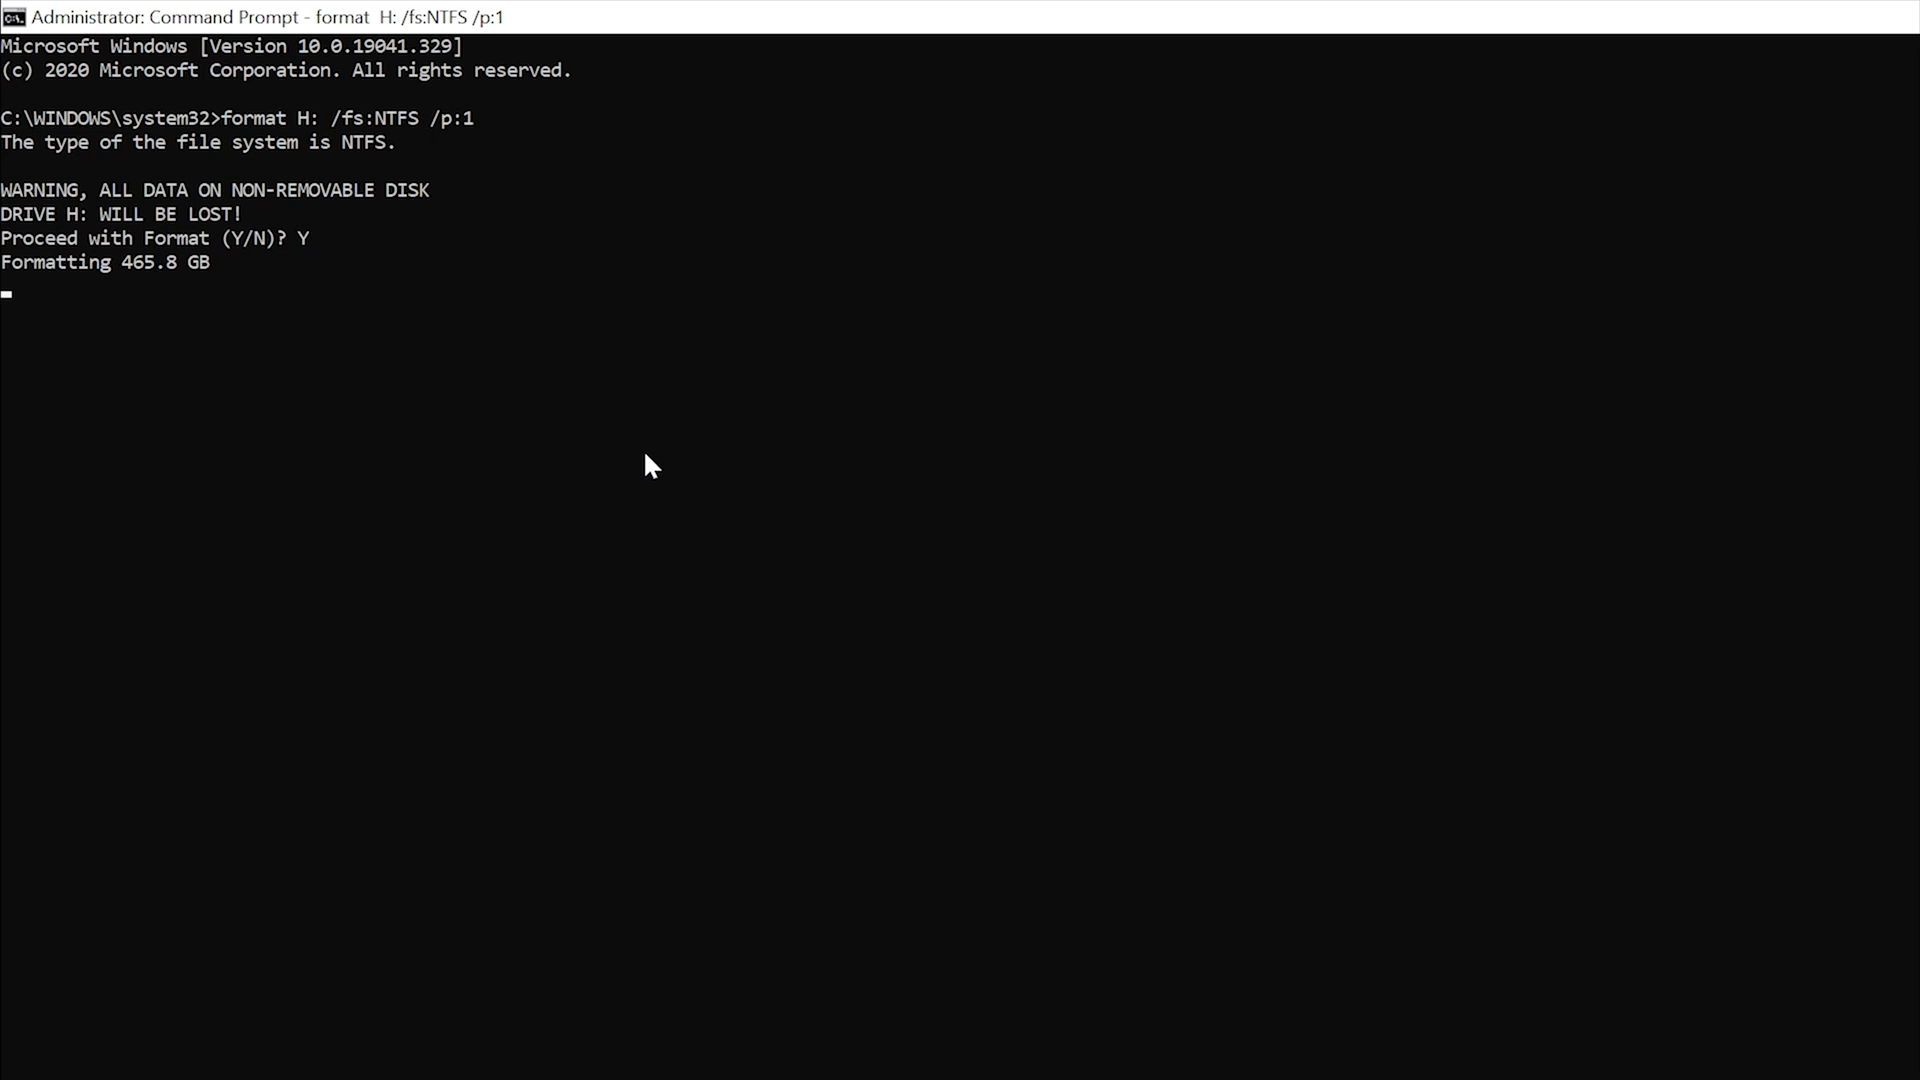 Administrator: Command Prompt - format  H: /fs:NTFS /p:1
Microsoft Windows [Version 10.0.19041.329]
(c) 2020 Microsoft Corporation. All rights reserved.
C:\WINDOWS\system32>format H: /fs:NTFS /p:1
The type of the file system is NTFS.
WARNING, ALL DATA ON NON-REMOVABLE DISK
DRIVE H: WILL BE LOST!
Proceed with Format (Y/N)? Y
Formatting 465.8 GB